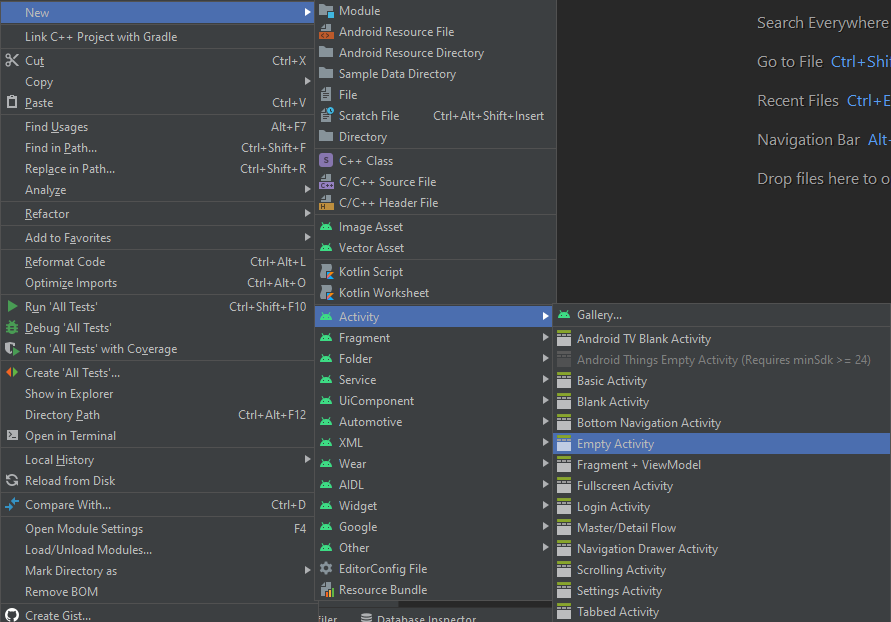 New
Link C++ Project with Gradle
Cut Ctrl+X
Copy
Paste Ctrl+V
Find Usages Alt+F7
Find in Path... Ctrl+Shift+F
Replace in Path... Ctrl+Shift+R
Analyze
Refactor
Add to Favorites
Reformat Code Ctrl+Alt+L
Optimize Imports Ctrl+Alt+O
Run 'All Tests' Ctrl+Shift+F10
Debug 'All Tests'
Run 'All Tests' with Coverage
Create 'All Tests'...
Show in Explorer
Directory Path Ctrl+Alt+F12
Open in Terminal
Local History
Reload from Disk
Compare With... Ctrl+D
Open Module Settings F4
Load/Unload Modules...
Mark Directory as
Remove BOM
Create Gist...
Module
Android Resource File
Android Resource Directory
Sample Data Directory
File
Scratch File Ctrl+Alt+Shift+Insert
Directory
S C++ Class
C++ C/C++ Source File
H C/C++ Header File
Image Asset
Vector Asset
Kotlin Script
Kotlin Worksheet
Activity
Fragment
Folder
Service
UiComponent
Automotive
XML
Wear
AIDL
Widget
Google
Other
EditorConfig File
Resource Bundle
Gallery...
Android TV Blank Activity
Android Things Empty Activity (Requires minSdk >= 24)
Basic Activity
Blank Activity
Bottom Navigation Activity
Empty Activity
Fragment + ViewModel
Fullscreen Activity
Login Activity
Master/Detail Flow
Navigation Drawer Activity
Scrolling Activity
Settings Activity
Tabbed Activity
Search Everywhere
Go to File Ctrl+Shi
Recent Files Ctrl+E
Navigation Bar Alt+
Drop files here to o
filer Database Inspector